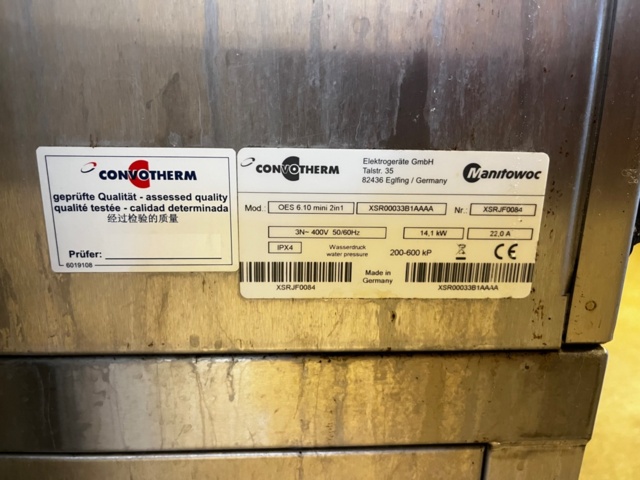 CONVOTHERM
geprüfte Qualität - assessed quality
qualité testée - calidad determinada
经过检验的质量
Prüfer:
6019108
CONVOTHERM
Elektrogeräte GmbH
Talstr. 35
82436 Eglfing / Germany
Manitowoc
Mod.: OES 6.10 mini 2in1 XSR00033B1AAAA Nr.: XSRJF0084
3N~ 400V 50/60Hz 14,1 kW 22,0 A
IPX4 Wasserdruck
water pressure 200-600 kP CE
XSRJF0084
Made in
Germany
XSR00033B1AAAA